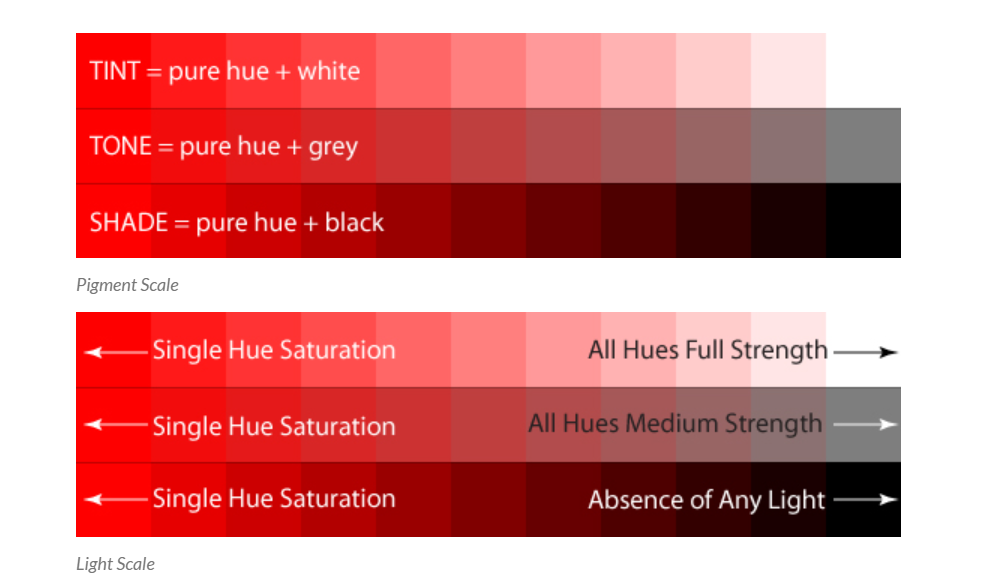 TINT = pure hue + white
TONE = pure hue + grey
SHADE = pure hue + black
Pigment Scale
Single Hue Saturation All Hues Full Strength
Single Hue Saturation All Hues Medium Strength
Single Hue Saturation Absence of Any Light
Light Scale